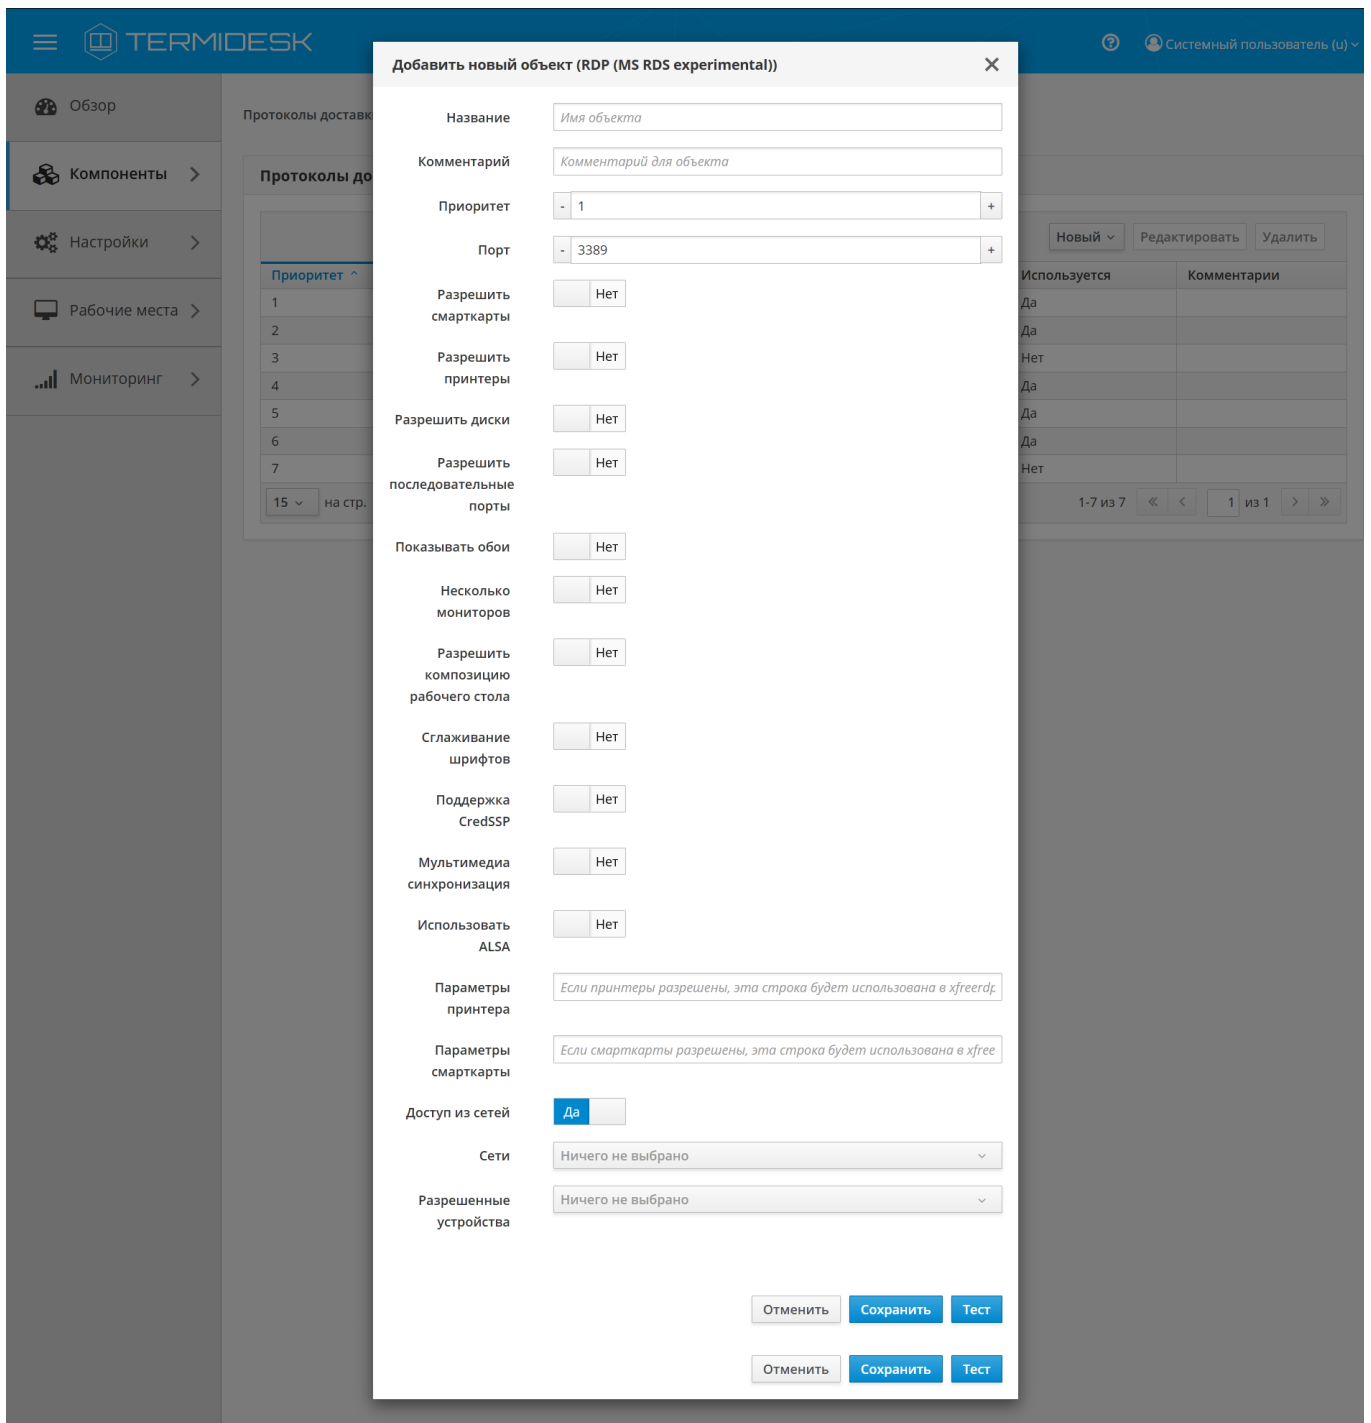 TERMIDESK
Системный пользователь (u)
Добавить новый объект (RDP (MS RDS experimental))
Обзор
Компоненты
Настройки
Рабочие места
Мониторинг
Протоколы доставк
Протоколы до
Новый
Редактировать
Удалить
Приоритет
Используется
Комментарии
1
Да
2
Да
3
Нет
4
Да
5
Да
6
Да
7
Нет
15
на стр.
1-7 из 7
1 из 1
Название
Имя объекта
Комментарий
Комментарий для объекта
Приоритет
- 1 +
Порт
- 3389 +
Разрешить
смарткарты
Нет
Разрешить
принтеры
Нет
Разрешить диски
Нет
Разрешить
последовательные
порты
Нет
Показывать обои
Нет
Несколько
мониторов
Нет
Разрешить
композицию
рабочего стола
Нет
Сглаживание
шрифтов
Нет
Поддержка
CredSSP
Нет
Мультимедиа
синхронизация
Нет
Использовать
ALSA
Нет
Параметры
принтера
Если принтеры разрешены, эта строка будет использована в xfreerdp
Параметры
смарткарты
Если смарткарты разрешены, эта строка будет использована в xfree
Доступ из сетей
Да
Сети
Ничего не выбрано
Разрешенные
устройства
Ничего не выбрано
Отменить
Сохранить
Тест
Отменить
Сохранить
Тест